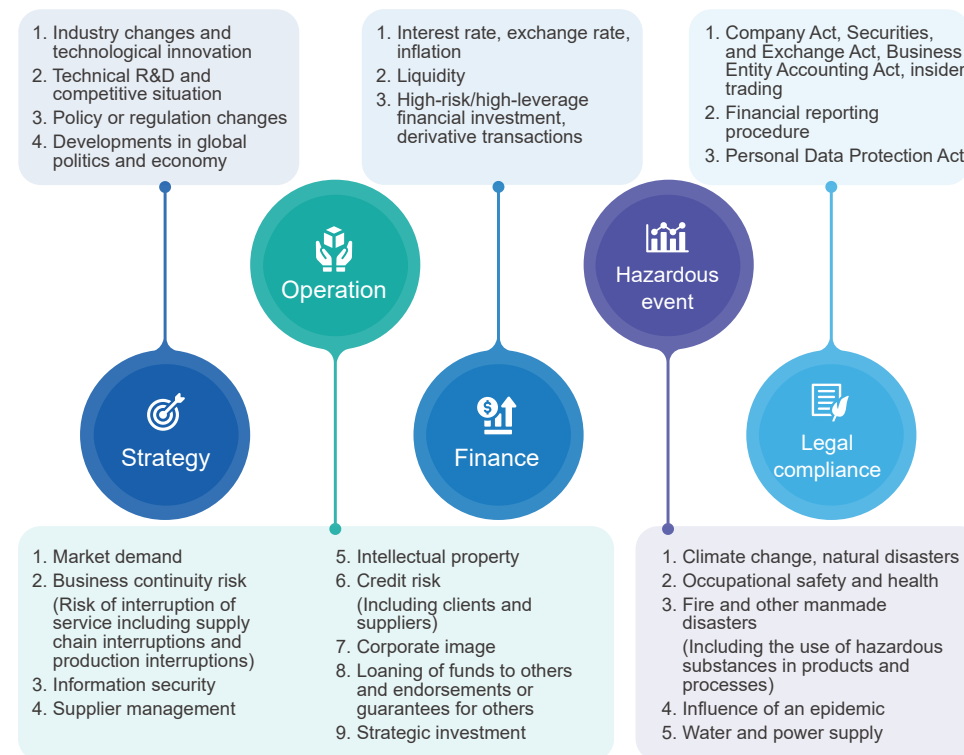 1. Industry changes and
technological innovation
2. Technical R&D and
competitive situation
3. Policy or regulation changes
4. Developments in global
politics and economy
1. Interest rate, exchange rate,
inflation
2. Liquidity
3. High-risk/high-leverage
financial investment,
derivative transactions
1. Company Act, Securities,
and Exchange Act, Business
Entity Accounting Act, insider
trading
2. Financial reporting
procedure
3. Personal Data Protection Act
Operation
Hazardous
event
Strategy
Finance
Legal
compliance
1. Market demand
2. Business continuity risk
(Risk of interruption of
service including supply
chain interruptions and
production interruptions)
3. Information security
4. Supplier management
5. Intellectual property
6. Credit risk
(Including clients and
suppliers)
7. Corporate image
8. Loaning of funds to others
and endorsements or
guarantees for others
9. Strategic investment
1. Climate change, natural disasters
2. Occupational safety and health
3. Fire and other manmade
disasters
(Including the use of hazardous
substances in products and
processes)
4. Influence of an epidemic
5. Water and power supply